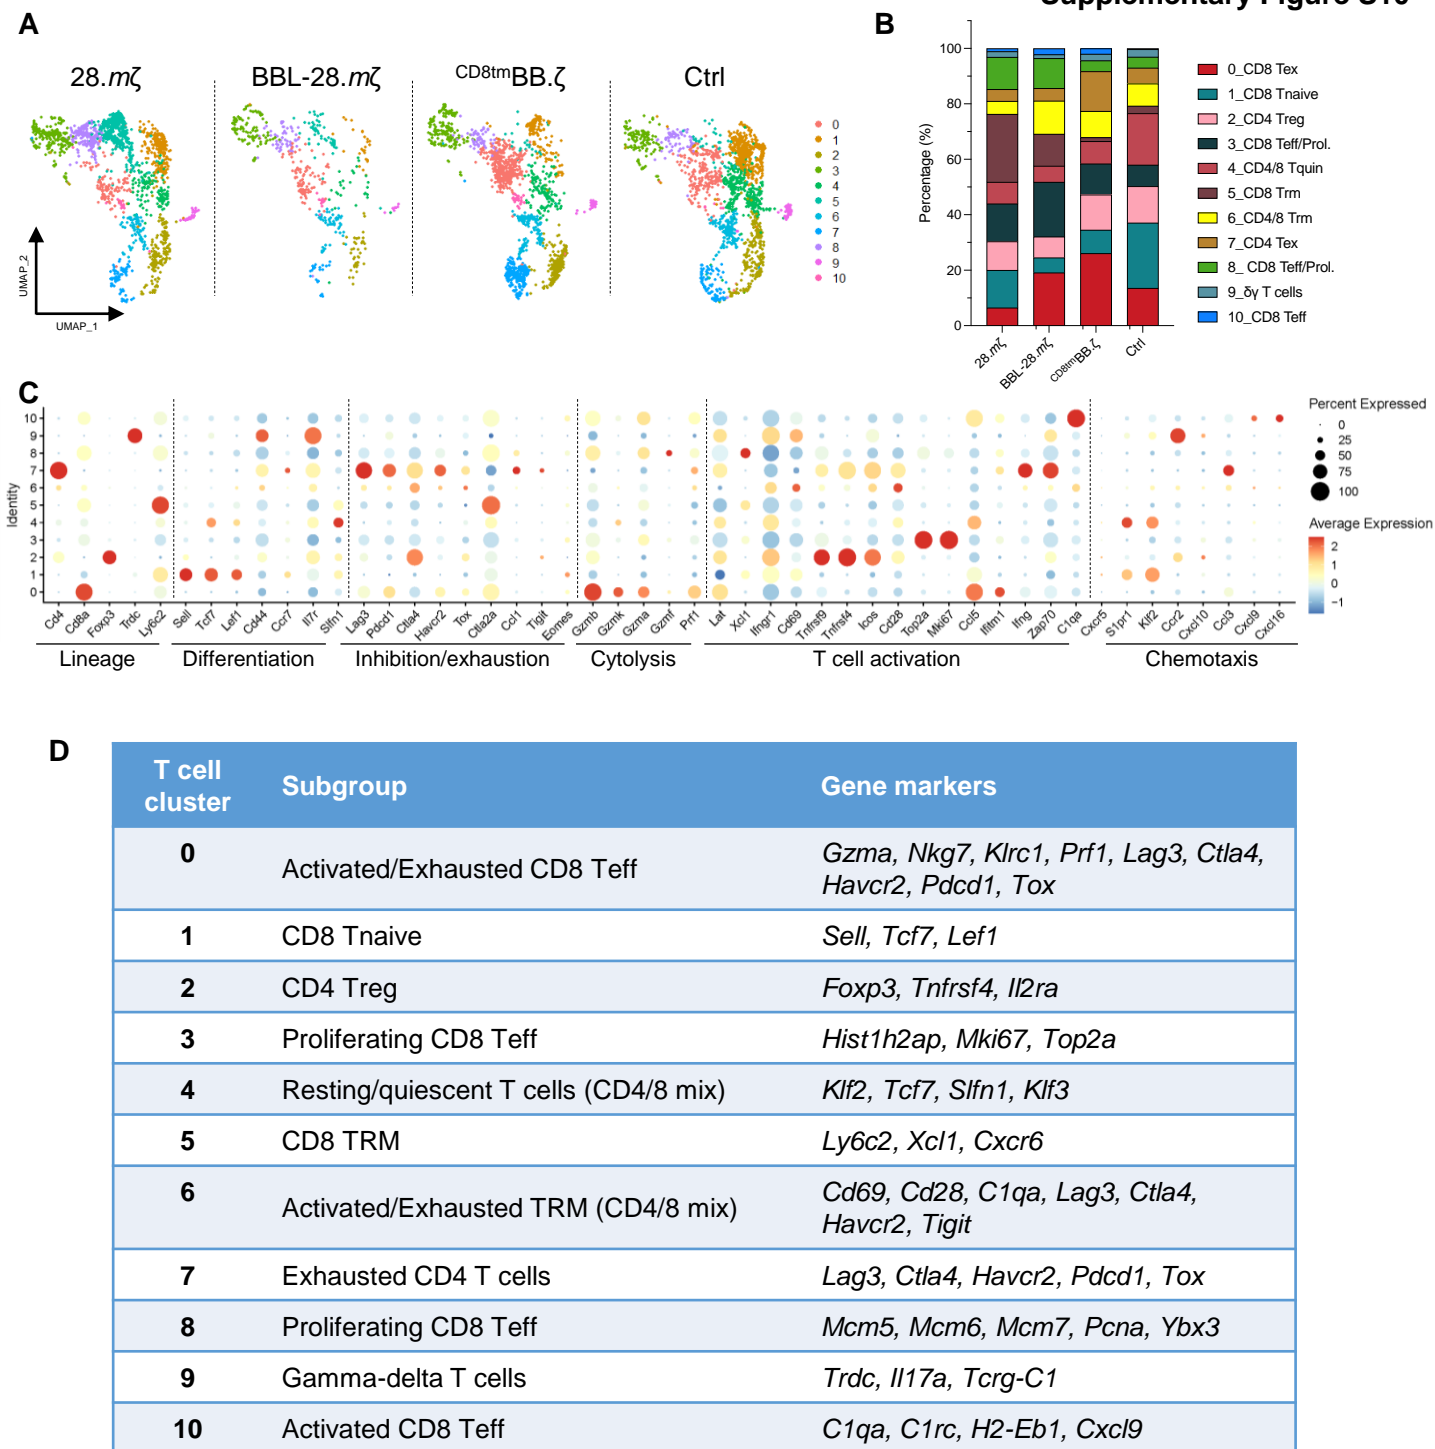 Supplementary Figure S10
A
28.mζ
BBL-28.mζ
CD8tmBB.ζ
Ctrl
0
1
2
3
4
5
6
7
8
9
10
UMAP_2
UMAP_1
B
Percentage (%)
100
80
60
40
20
0
28.mζ
BBL-28.mζ
CD8tmBB.ζ
Ctrl
0_CD8 Tex
1_CD8 Tnaive
2_CD4 Treg
3_CD8 Teff/Prol.
4_CD4/8 Tquin
5_CD8 Trm
6_CD4/8 Trm
7_CD4 Tex
8_ CD8 Teff/Prol.
9_δγ T cells
10_CD8 Teff
C
Identity
10
9
8
7
6
5
4
3
2
1
0
Cd4 Cd8a Foxp3 Trdc Ly6c2 Sell Tcf7 Lef1 Cd44 Ccr7 Il7r Slfn1 Lag3 Pdcd1 Ctla4 Havcr2 Tox Ctla2a Ccl1 Tigit Eomes Gzmb Gzmk Gzma Gzmf Prf1 Lat Xcl1 Ifngr1 Cd69 Tnfrsf9 Tnfrsf4 Icos Cd28 Top2a Mki67 Ccl5 Ifitm1 Ifng Zap70 C1qa Cxcr5 S1pr1 Klf2 Ccr2 Cxcl10 Ccl3 Cxcl9 Cxcl16
Lineage Differentiation Inhibition/exhaustion Cytolysis T cell activation Chemotaxis
Percent Expressed
0
25
50
75
100
Average Expression
2
1
0
−1
D
T cell cluster Subgroup Gene markers
0 Activated/Exhausted CD8 Teff Gzma, Nkg7, Klrc1, Prf1, Lag3, Ctla4,
Havcr2, Pdcd1, Tox
1 CD8 Tnaive Sell, Tcf7, Lef1
2 CD4 Treg Foxp3, Tnfrsf4, Il2ra
3 Proliferating CD8 Teff Hist1h2ap, Mki67, Top2a
4 Resting/quiescent T cells (CD4/8 mix) Klf2, Tcf7, Slfn1, Klf3
5 CD8 TRM Ly6c2, Xcl1, Cxcr6
6 Activated/Exhausted TRM (CD4/8 mix) Cd69, Cd28, C1qa, Lag3, Ctla4,
Havcr2, Tigit
7 Exhausted CD4 T cells Lag3, Ctla4, Havcr2, Pdcd1, Tox
8 Proliferating CD8 Teff Mcm5, Mcm6, Mcm7, Pcna, Ybx3
9 Gamma-delta T cells Trdc, Il17a, Tcrg-C1
10 Activated CD8 Teff C1qa, C1rc, H2-Eb1, Cxcl9